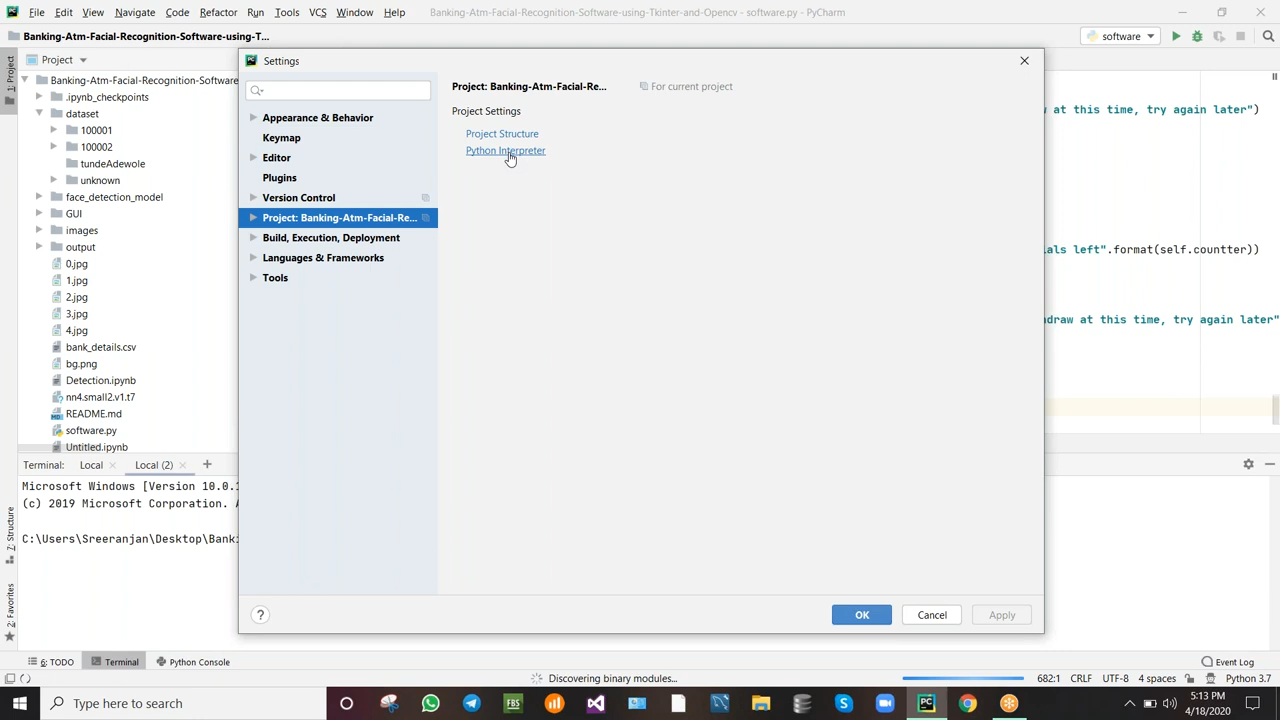 File Edit View Navigate Code Refactor Run Tools VCS Window Help Banking-Atm-Facial-Recognition-Software-using-Tkinter-and-Opencv - software.py - PyCharm
Banking-Atm-Facial-Recognition-Software-using-T... software
1: Project
Project
Banking-Atm-Facial-Recognition-Software
.ipynb_checkpoints
dataset
100001
100002
tundeAdewole
unknown
face_detection_model
GUI
images
output
0.jpg
1.jpg
2.jpg
3.jpg
4.jpg
bank_details.csv
bg.png
Detection.ipynb
nn4.small2.v1.t7
README.md
software.py
Untitled.ipynb
Settings
Appearance & Behavior
Keymap
Editor
Plugins
Version Control
Project: Banking-Atm-Facial-Re...
Build, Execution, Deployment
Languages & Frameworks
Tools
Project: Banking-Atm-Facial-Re... For current project
Project Settings
Project Structure
Python Interpreter
? OK Cancel Apply
at this time, try again later")
als left".format(self.countter))
draw at this time, try again later"
Terminal: Local Local (2) +
Microsoft Windows [Version 10.0.1
(c) 2019 Microsoft Corporation. A
C:\Users\Sreeranjan\Desktop\Bank
Z: Structure
2: Favorites
6: TODO Terminal Python Console Event Log
Discovering binary modules... 682:1 CRLF UTF-8 4 spaces Python 3.7
Type here to search
FBS
PC
5:13 PM
4/18/2020